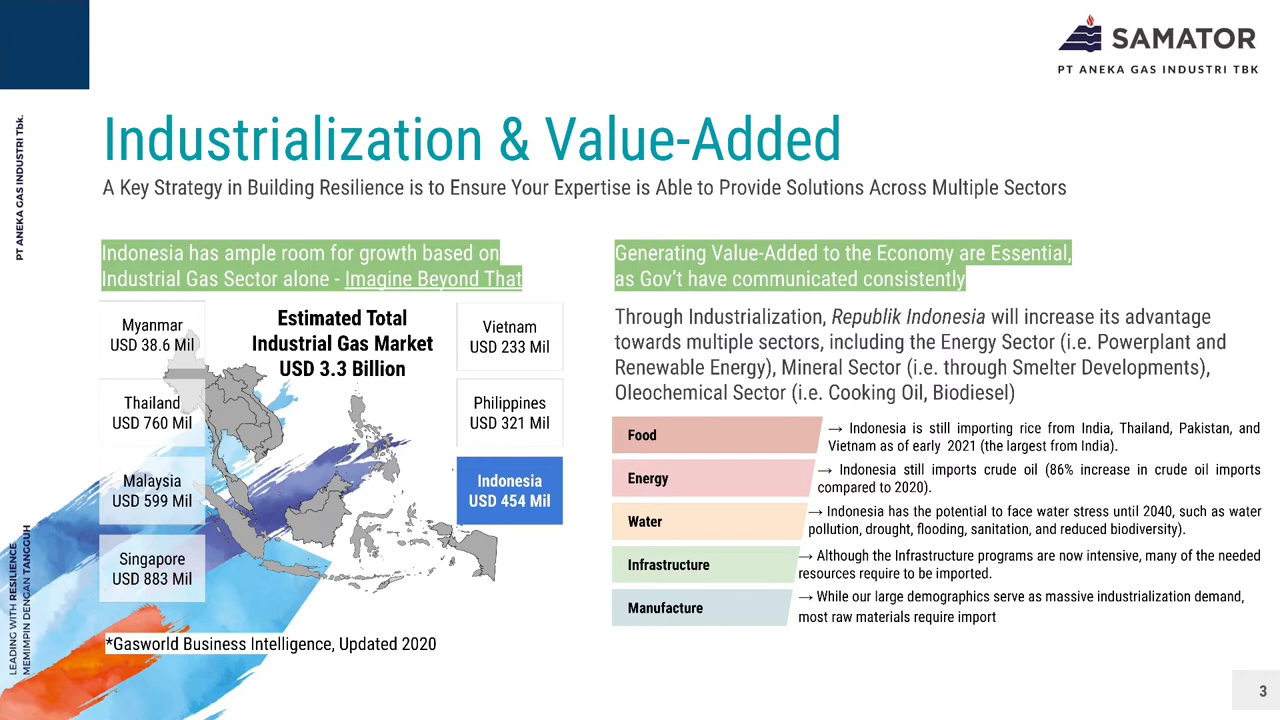 SAMATOR
PT ANEKA GAS INDUSTRI TBK
PT ANEKA GAS INDUSTRI Tbk.
Industrialization & Value-Added
A Key Strategy in Building Resilience is to Ensure Your Expertise is Able to Provide Solutions Across Multiple Sectors
Indonesia has ample room for growth based on
Industrial Gas Sector alone - Imagine Beyond That
Myanmar
USD 38.6 Mil
Thailand
USD 760 Mil
Malaysia
USD 599 Mil
Singapore
USD 883 Mil
Estimated Total
Industrial Gas Market
USD 3.3 Billion
Vietnam
USD 233 Mil
Philippines
USD 321 Mil
Indonesia
USD 454 Mil
*Gasworld Business Intelligence, Updated 2020
Generating Value-Added to the Economy are Essential,
as Gov't have communicated consistently
Through Industrialization, Republik Indonesia will increase its advantage
towards multiple sectors, including the Energy Sector (i.e. Powerplant and
Renewable Energy), Mineral Sector (i.e. through Smelter Developments),
Oleochemical Sector (i.e. Cooking Oil, Biodiesel)
Food
→ Indonesia is still importing rice from India, Thailand, Pakistan, and
Vietnam as of early 2021 (the largest from India).
Energy
→ Indonesia still imports crude oil (86% increase in crude oil imports
compared to 2020).
Water
→ Indonesia has the potential to face water stress until 2040, such as water
pollution, drought, flooding, sanitation, and reduced biodiversity).
Infrastructure
→ Although the Infrastructure programs are now intensive, many of the needed
resources require to be imported.
Manufacture
→ While our large demographics serve as massive industrialization demand,
most raw materials require import
LEADING WITH RESILIENCE
MEMIMPIN DENGAN TANGGUH
3